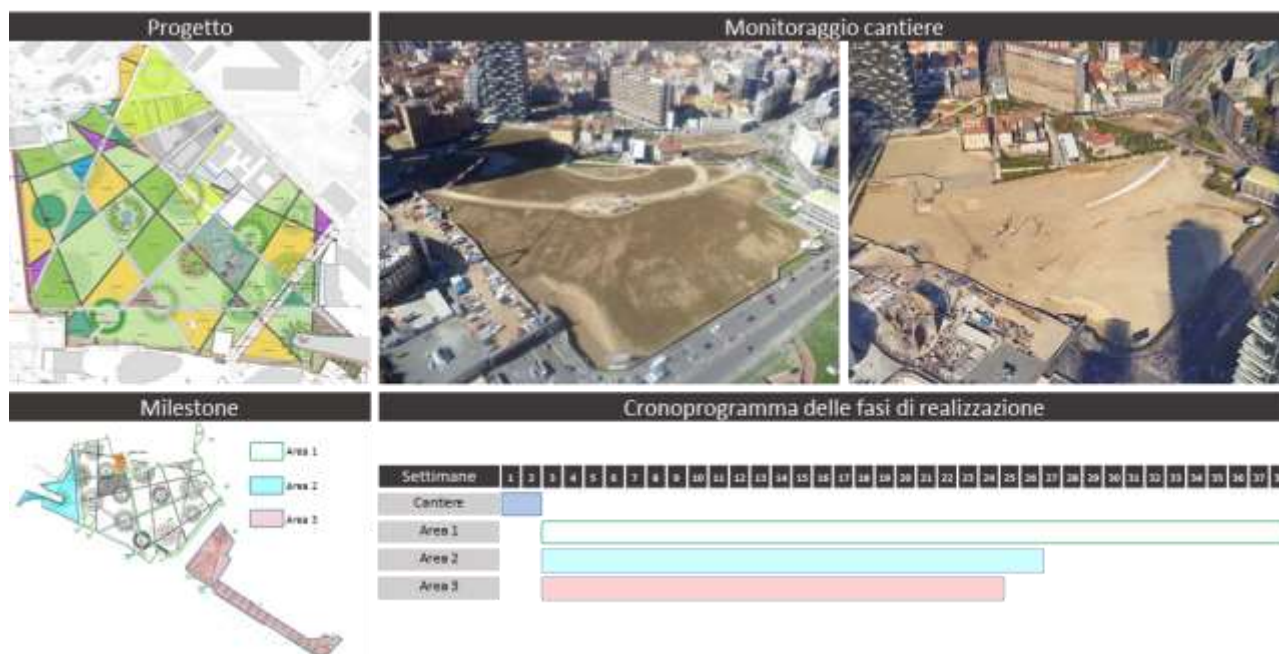 Progetto
Monitoraggio cantiere
Milestone
Area 1
Area 2
Area 3
Cronoprogramma delle fasi di realizzazione
Settimane 1 2 3 4 5 6 7 8 9 10 11 12 13 14 15 16 17 18 19 20 21 22 23 24 25 26 27 28 29 30 31 32 33 34 35 36 37
Cantiere
Area 1
Area 2
Area 3